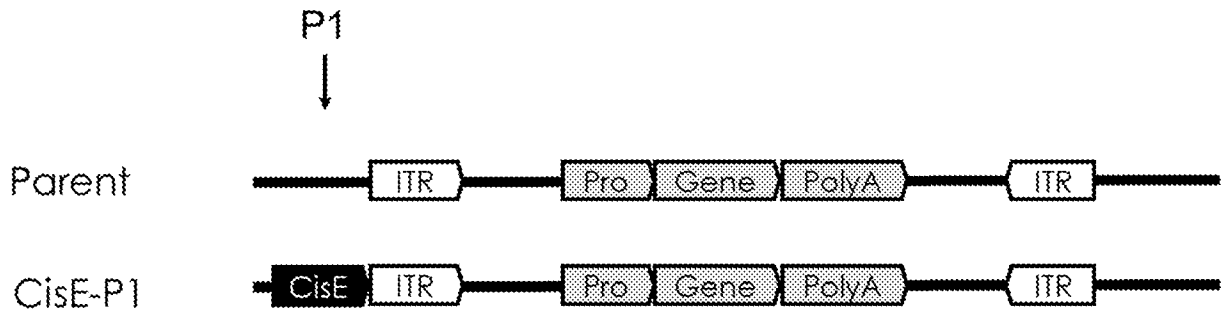 P1
Parent ITR Pro Gene PolyA ITR
CisE-P1 CisE ITR Pro Gene PolyA ITR